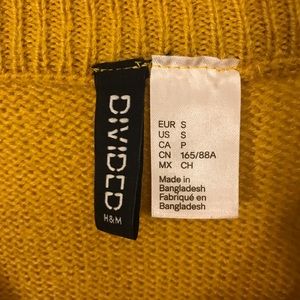 DIVIDED
H&M
EUR S
US S
CA P
CN 165/88A
MX CH
Made in
Bangladesh
Fabriqué en
Bangladesh